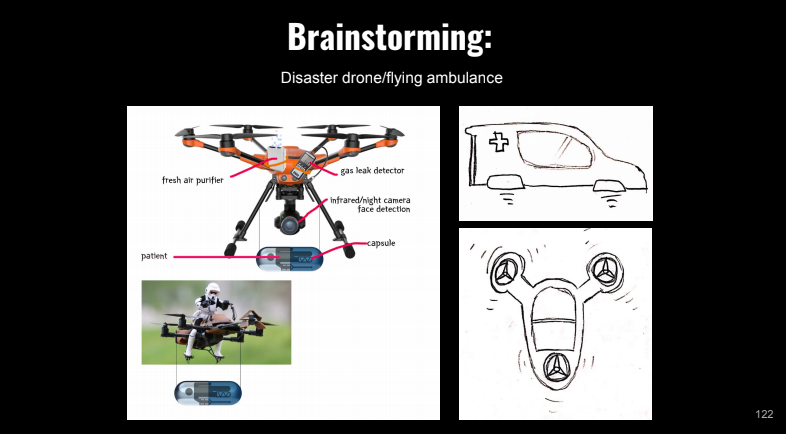 Brainstorming:
Disaster drone/flying ambulance
fresh air purifier
gas leak detector
infrared/night camera
face detection
capsule
patient
122